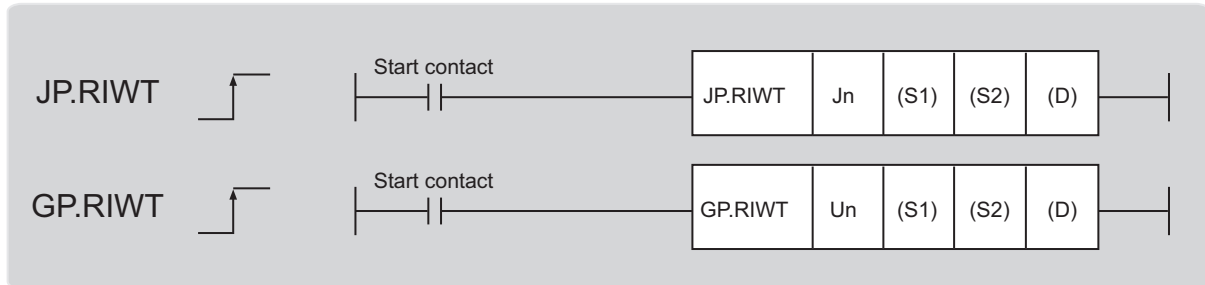 JP.RIWT Start contact JP.RIWT Jn (S1) (S2) (D)
GP.RIWT Start contact GP.RIWT Un (S1) (S2) (D)